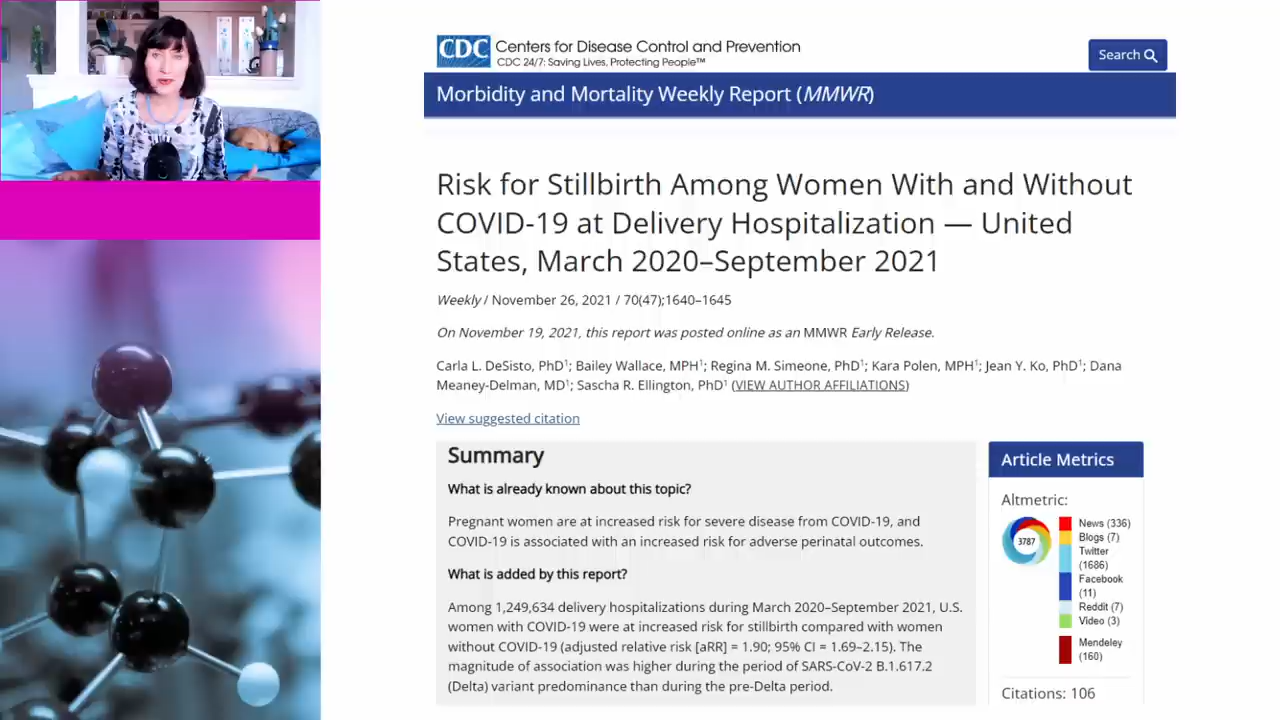 CDC Centers for Disease Control and Prevention
CDC 24/7: Saving Lives, Protecting People™
Search
Morbidity and Mortality Weekly Report (MMWR)
Risk for Stillbirth Among Women With and Without
COVID-19 at Delivery Hospitalization — United
States, March 2020–September 2021
Weekly / November 26, 2021 / 70(47);1640–1645
On November 19, 2021, this report was posted online as an MMWR Early Release.
Carla L. DeSisto, PhD¹; Bailey Wallace, MPH¹; Regina M. Simeone, PhD¹; Kara Polen, MPH¹; Jean Y. Ko, PhD¹; Dana
Meaney-Delman, MD¹; Sascha R. Ellington, PhD¹ (VIEW AUTHOR AFFILIATIONS)
View suggested citation
Summary
What is already known about this topic?
Pregnant women are at increased risk for severe disease from COVID-19, and
COVID-19 is associated with an increased risk for adverse perinatal outcomes.
What is added by this report?
Among 1,249,634 delivery hospitalizations during March 2020–September 2021, U.S.
women with COVID-19 were at increased risk for stillbirth compared with women
without COVID-19 (adjusted relative risk [aRR] = 1.90; 95% CI = 1.69–2.15). The
magnitude of association was higher during the period of SARS-CoV-2 B.1.617.2
(Delta) variant predominance than during the pre-Delta period.
Article Metrics
Altmetric:
3787
News (336)
Blogs (7)
Twitter
(1686)
Facebook
(11)
Reddit (7)
Video (3)
Mendeley
(160)
Citations: 106